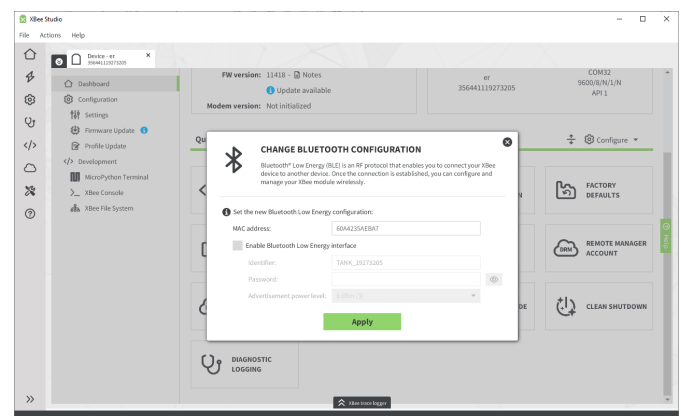 XBee Studio
File Actions Help
Device - er
356441119273205
Dashboard
Configuration
Settings
Firmware Update
Profile Update
Development
MicroPython Terminal
XBee Console
XBee File System
FW version: 11418 - Notes
Update available
Modem version: Not initialized
er
356441119273205
COM32
9600/8/N/1/N
API 1
Configure
CHANGE BLUETOOTH CONFIGURATION
Bluetooth® Low Energy (BLE) is an RF protocol that enables you to connect your XBee
device to another device. Once the connection is established, you can configure and
manage your XBee module wirelessly.
Set the new Bluetooth Low Energy configuration:
MAC address: 60A4235AEBA7
Enable Bluetooth Low Energy interface
Identifier: TANK_19273205
Password:
Advertisement power level:
Apply
FACTORY
DEFAULTS
DRM
REMOTE MANAGER
ACCOUNT
CLEAN SHUTDOWN
DIAGNOSTIC
LOGGING
Help
XBee trace logger